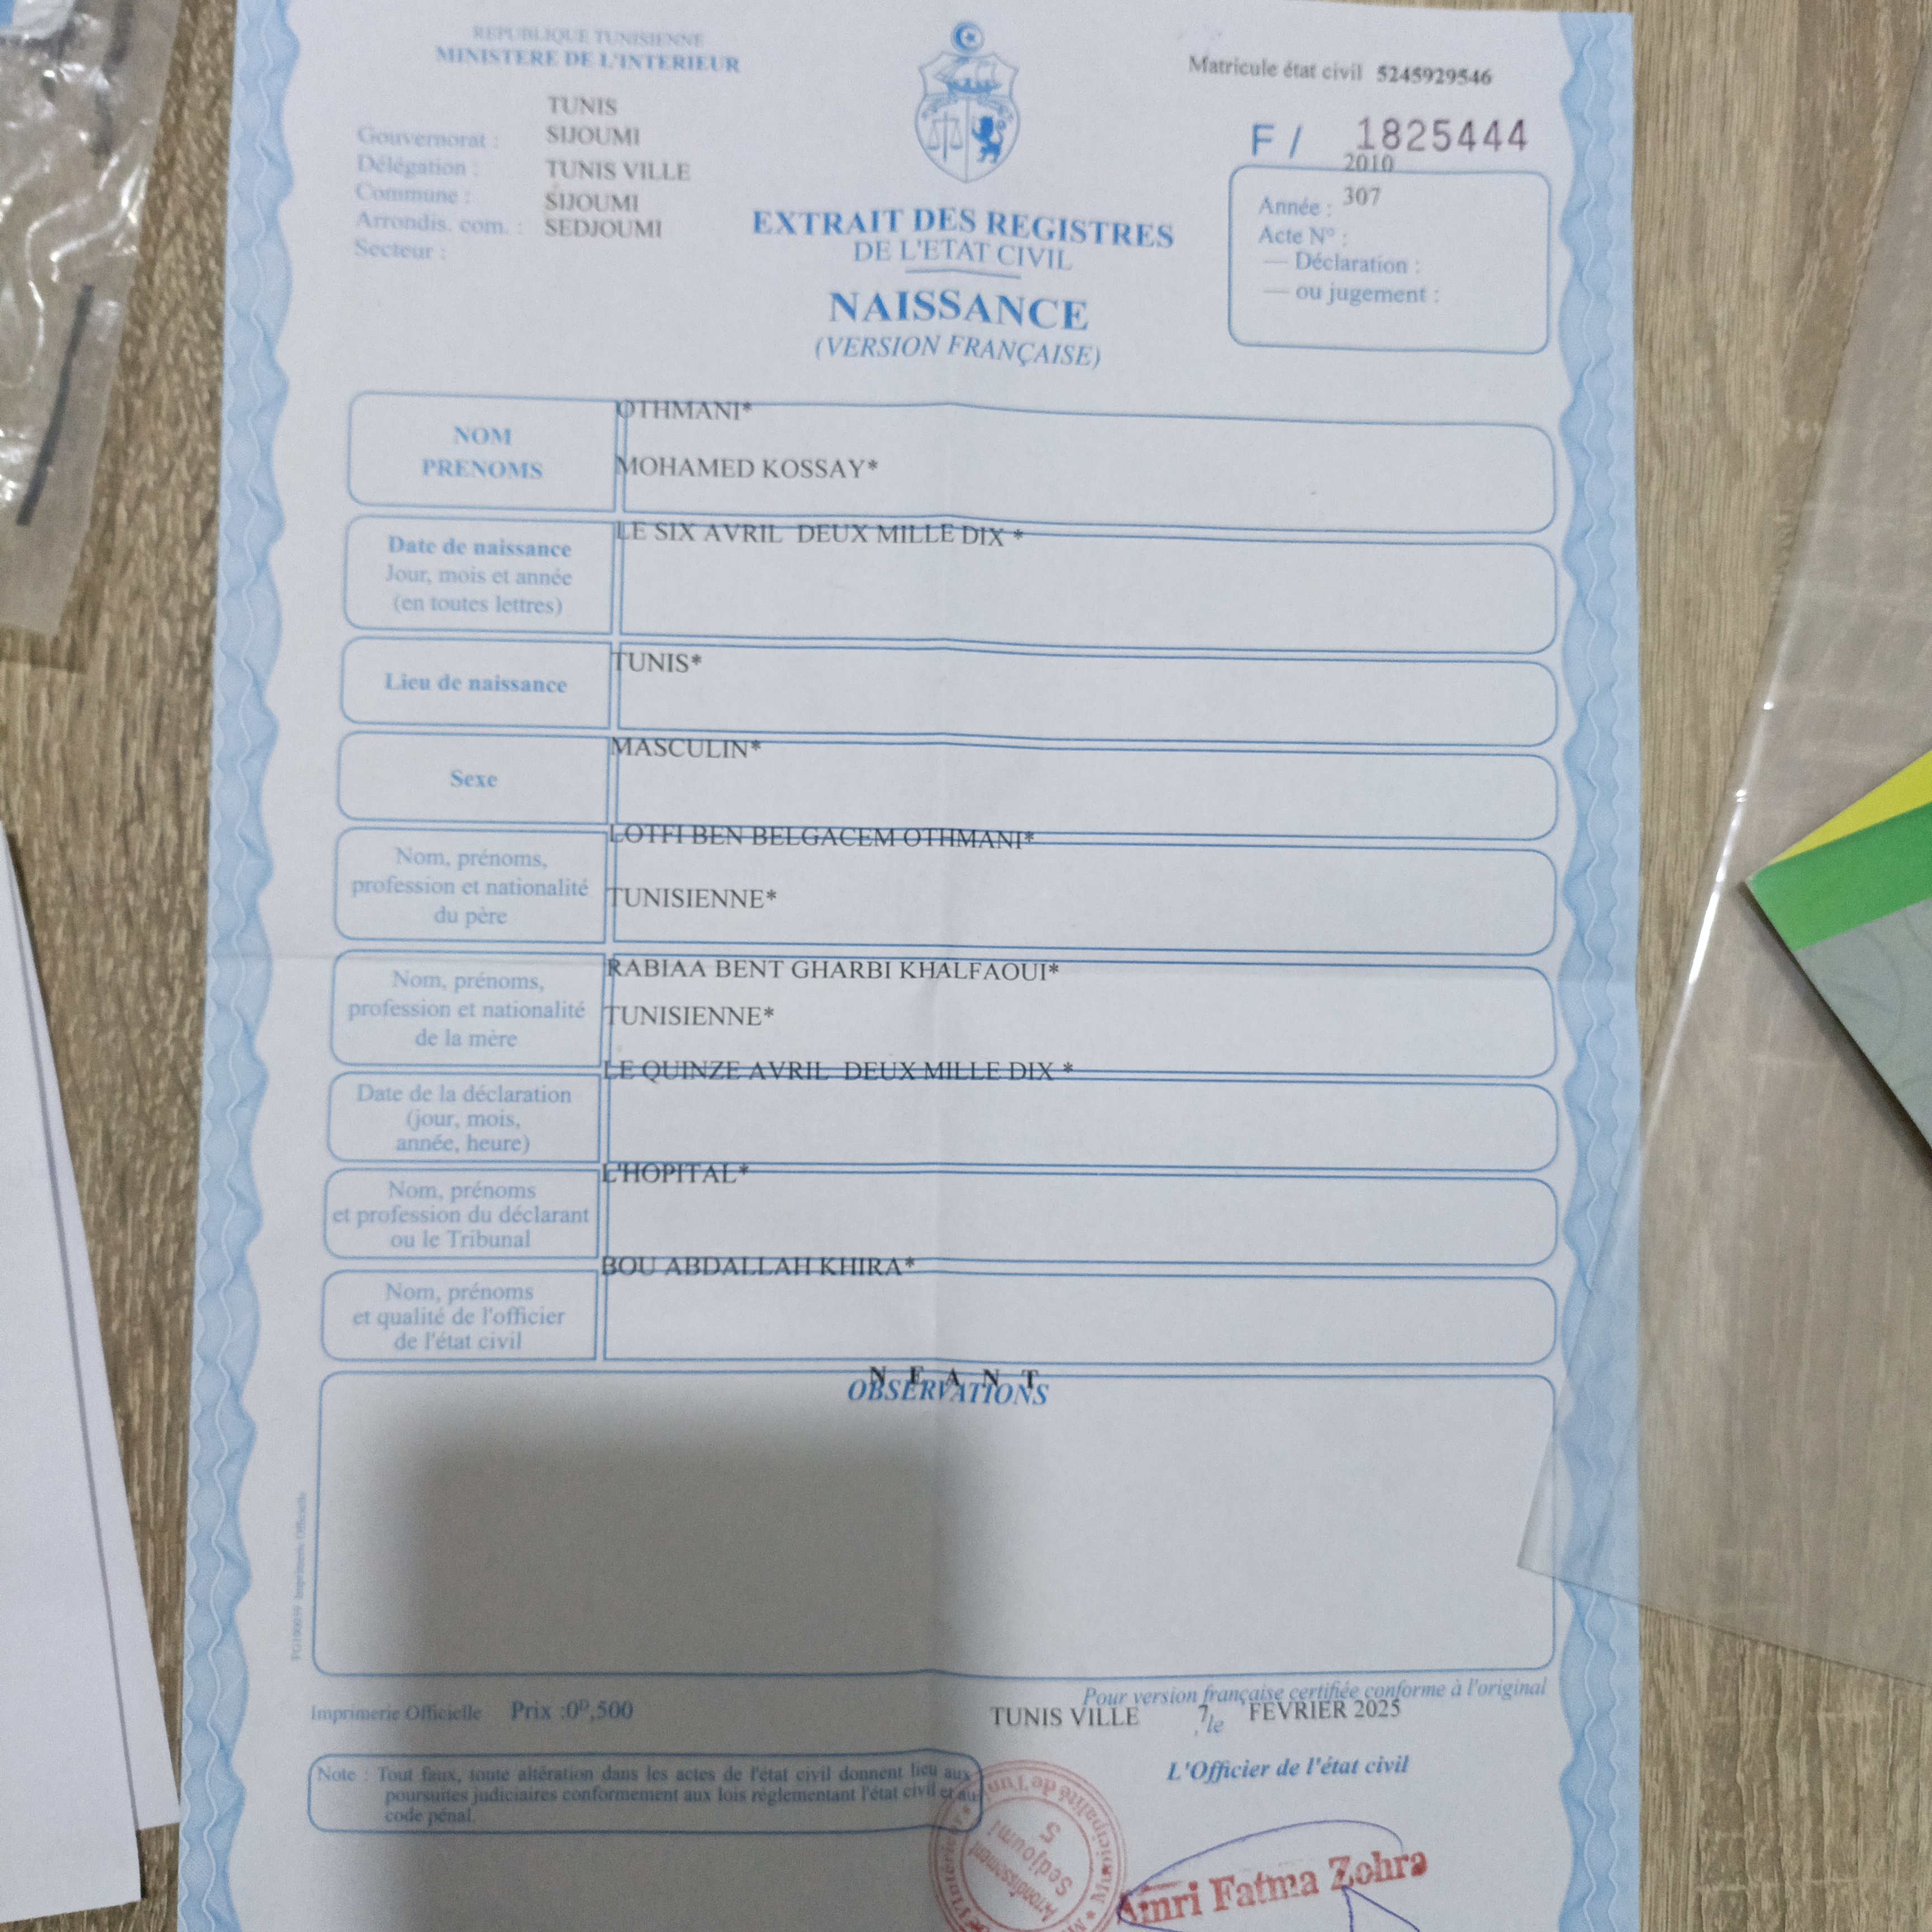 REPUBLIQUE TUNISIENNE
MINISTERE DE L'INTERIEUR
Matricule état civil 5245929546
F / 1825444
TUNIS
Gouvernorat : SIJOUMI
Délégation : TUNIS VILLE
Commune : SIJOUMI
Arrondis. com. : SEDJOUMI
Secteur :
2010
Année : 307
Acte N° :
— Déclaration :
— ou jugement :
EXTRAIT DES REGISTRES
DE L'ETAT CIVIL
NAISSANCE
(VERSION FRANÇAISE)
NOM
PRENOMS
OTHMANI*
MOHAMED KOSSAY*
Date de naissance
Jour, mois et année
(en toutes lettres)
LE SIX AVRIL DEUX MILLE DIX *
Lieu de naissance
TUNIS*
Sexe
MASCULIN*
Nom, prénoms,
profession et nationalité
du père
LOTFI BEN BELGACEM OTHMANI*
TUNISIENNE*
Nom, prénoms,
profession et nationalité
de la mère
RABIAA BENT GHARBI KHALFAOUI*
TUNISIENNE*
Date de la déclaration
(jour, mois,
année, heure)
LE QUINZE AVRIL DEUX MILLE DIX *
Nom, prénoms
et profession du déclarant
ou le Tribunal
L'HOPITAL*
Nom, prénoms
et qualité de l'officier
de l'état civil
BOU ABDALLAH KHIRA*
N E A N T
OBSERVATIONS
Imprimerie Officielle
Imprimerie Officielle Prix :0D,500
Pour version française certifiée conforme à l'original
TUNIS VILLE 7 , le FEVRIER 2025
L'Officier de l'état civil
Note : Tout faux, toute altération dans les actes de l'état civil donnent lieu aux
poursuites judiciaires conformement aux lois réglementant l'état civil et au
code pénal.
Municipalité de Tun
Arrondissement
Sedjoumi
5
Amri Fatma Zohra